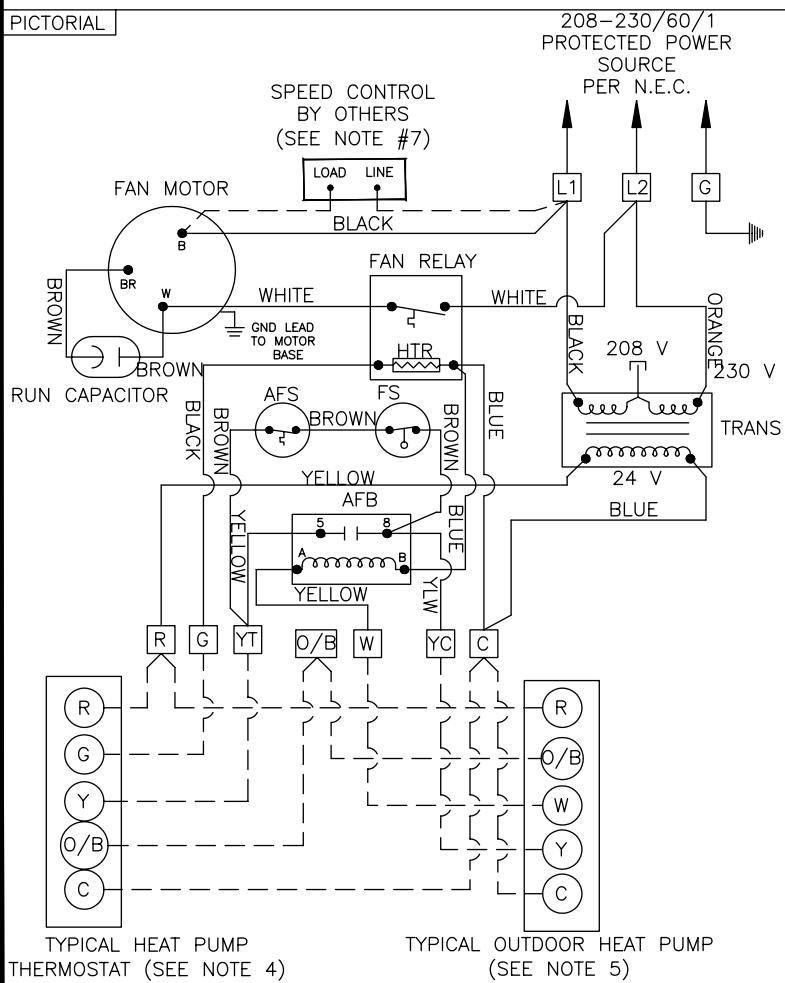 PICTORIAL
208-230/60/1
PROTECTED POWER
SOURCE
PER N.E.C.
SPEED CONTROL
BY OTHERS
(SEE NOTE #7)
LOAD LINE
FAN MOTOR
L1 L2 G
BLACK
B
BR
W
FAN RELAY
WHITE
WHITE
BROWN
GND LEAD
TO MOTOR
BASE
BLACK
ORANGE
208 V
230 V
HTR
BROWN
RUN CAPACITOR
AFS
FS
BLACK
BROWN
BROWN
BROWN
BLUE
TRANS
24 V
YELLOW
BLUE
AFB
5 8
A B
YELLOW
BLUE
YELLOW
YLW
R G YT O/B W YC C
R
G
Y
O/B
C
R
O/B
W
Y
C
TYPICAL HEAT PUMP
THERMOSTAT (SEE NOTE 4)
TYPICAL OUTDOOR HEAT PUMP
(SEE NOTE 5)